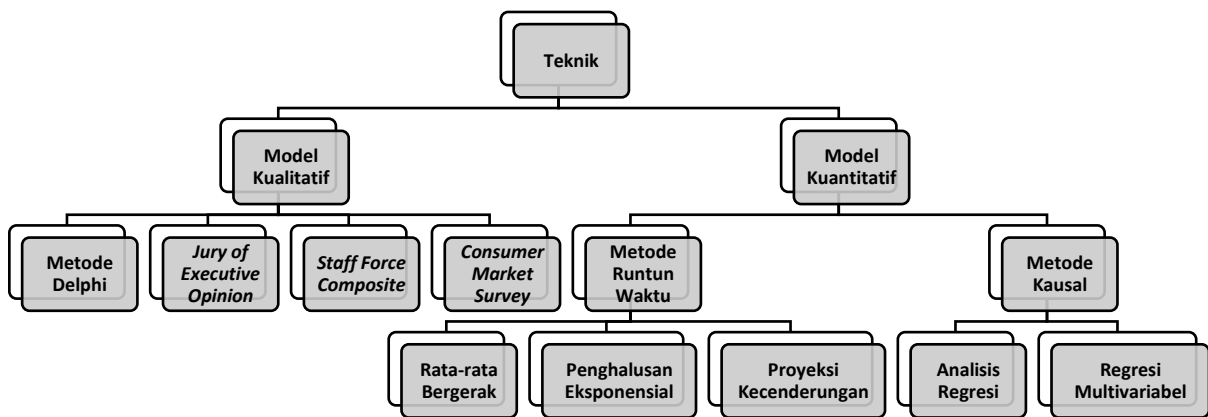 Teknik
Model
Kualitatif
Model
Kuantitatif
Metode
Delphi
Jury of
Executive
Opinion
Staff Force
Composite
Consumer
Market
Survey
Metode
Runtun
Waktu
Metode
Kausal
Rata-rata
Bergerak
Penghalusan
Eksponensial
Proyeksi
Kecenderungan
Analisis
Regresi
Regresi
Multivariabel